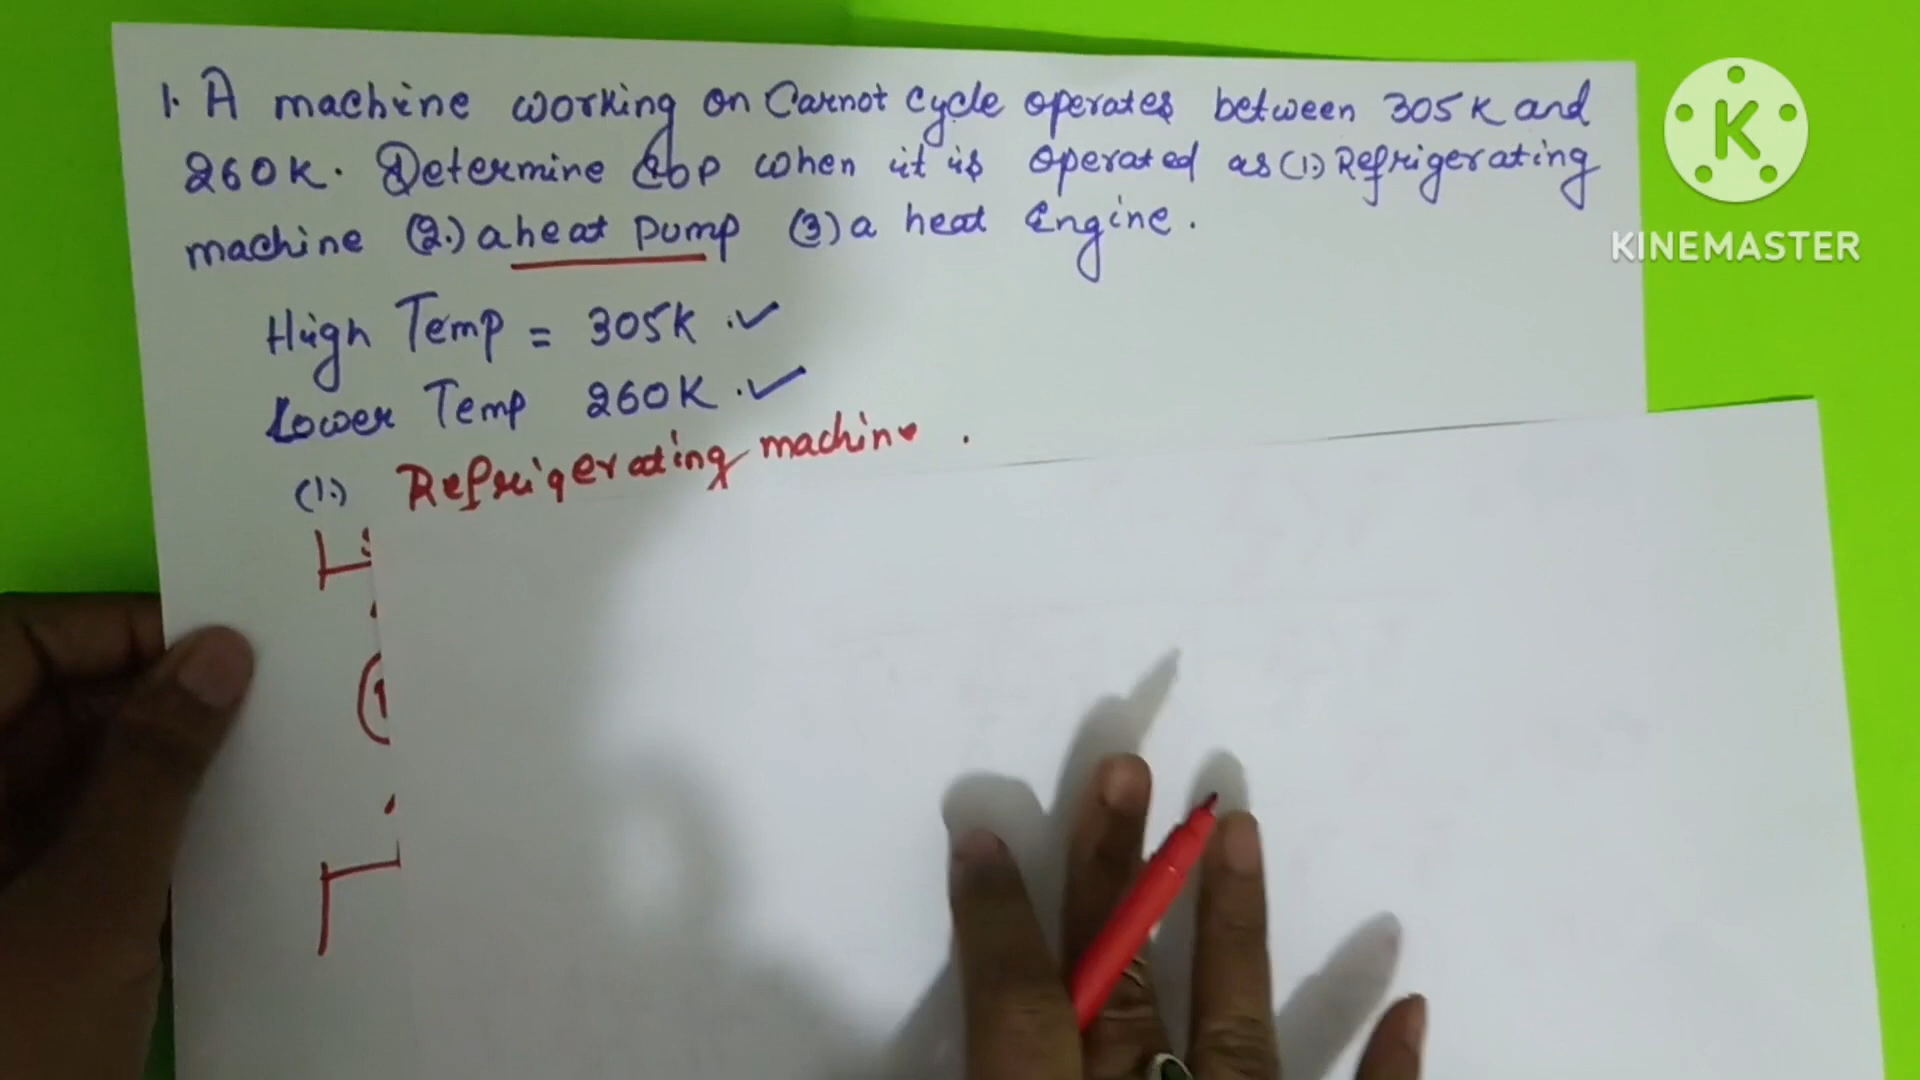 1. A machine working on Carnot cycle operates between 305K and
260K. Determine Cop when it is operated as (1.) Refrigerating
machine (2.) a heat pump (3) a heat Engine.
High Temp = 305K
Lower Temp 260K
(1.) Refrigerating machine.
K
KINEMASTER